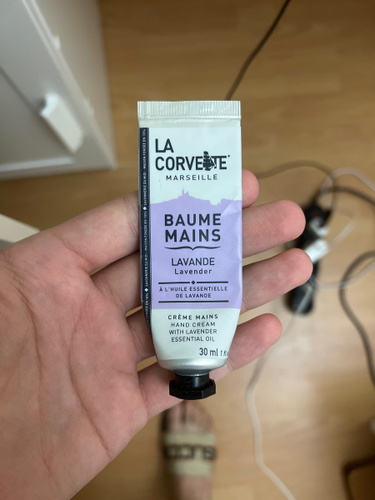 LA
CORVETTE
MARSEILLE
BAUME
MAINS
LAVANDE
Lavender
À L'HUILE ESSENTIELLE
DE LAVANDE
CRÈME MAINS
HAND CREAM
WITH LAVENDER
ESSENTIAL OIL
30 ml